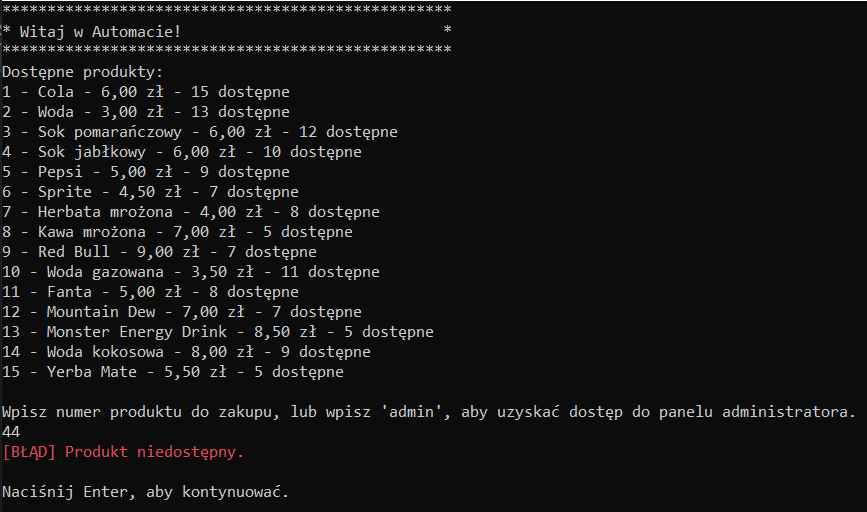 **************************************************
* Witaj w Automacie!                             *
**************************************************
Dostępne produkty:
1 - Cola - 6,00 zł - 15 dostępne
2 - Woda - 3,00 zł - 13 dostępne
3 - Sok pomarańczowy - 6,00 zł - 12 dostępne
4 - Sok jabłkowy - 6,00 zł - 10 dostępne
5 - Pepsi - 5,00 zł - 9 dostępne
6 - Sprite - 4,50 zł - 7 dostępne
7 - Herbata mrożona - 4,00 zł - 8 dostępne
8 - Kawa mrożona - 7,00 zł - 5 dostępne
9 - Red Bull - 9,00 zł - 7 dostępne
10 - Woda gazowana - 3,50 zł - 11 dostępne
11 - Fanta - 5,00 zł - 8 dostępne
12 - Mountain Dew - 7,00 zł - 7 dostępne
13 - Monster Energy Drink - 8,50 zł - 5 dostępne
14 - Woda kokosowa - 8,00 zł - 9 dostępne
15 - Yerba Mate - 5,50 zł - 5 dostępne

Wpisz numer produktu do zakupu, lub wpisz 'admin', aby uzyskać dostęp do panelu administratora.
44
[BŁĄD] Produkt niedostępny.

Naciśnij Enter, aby kontynuować.